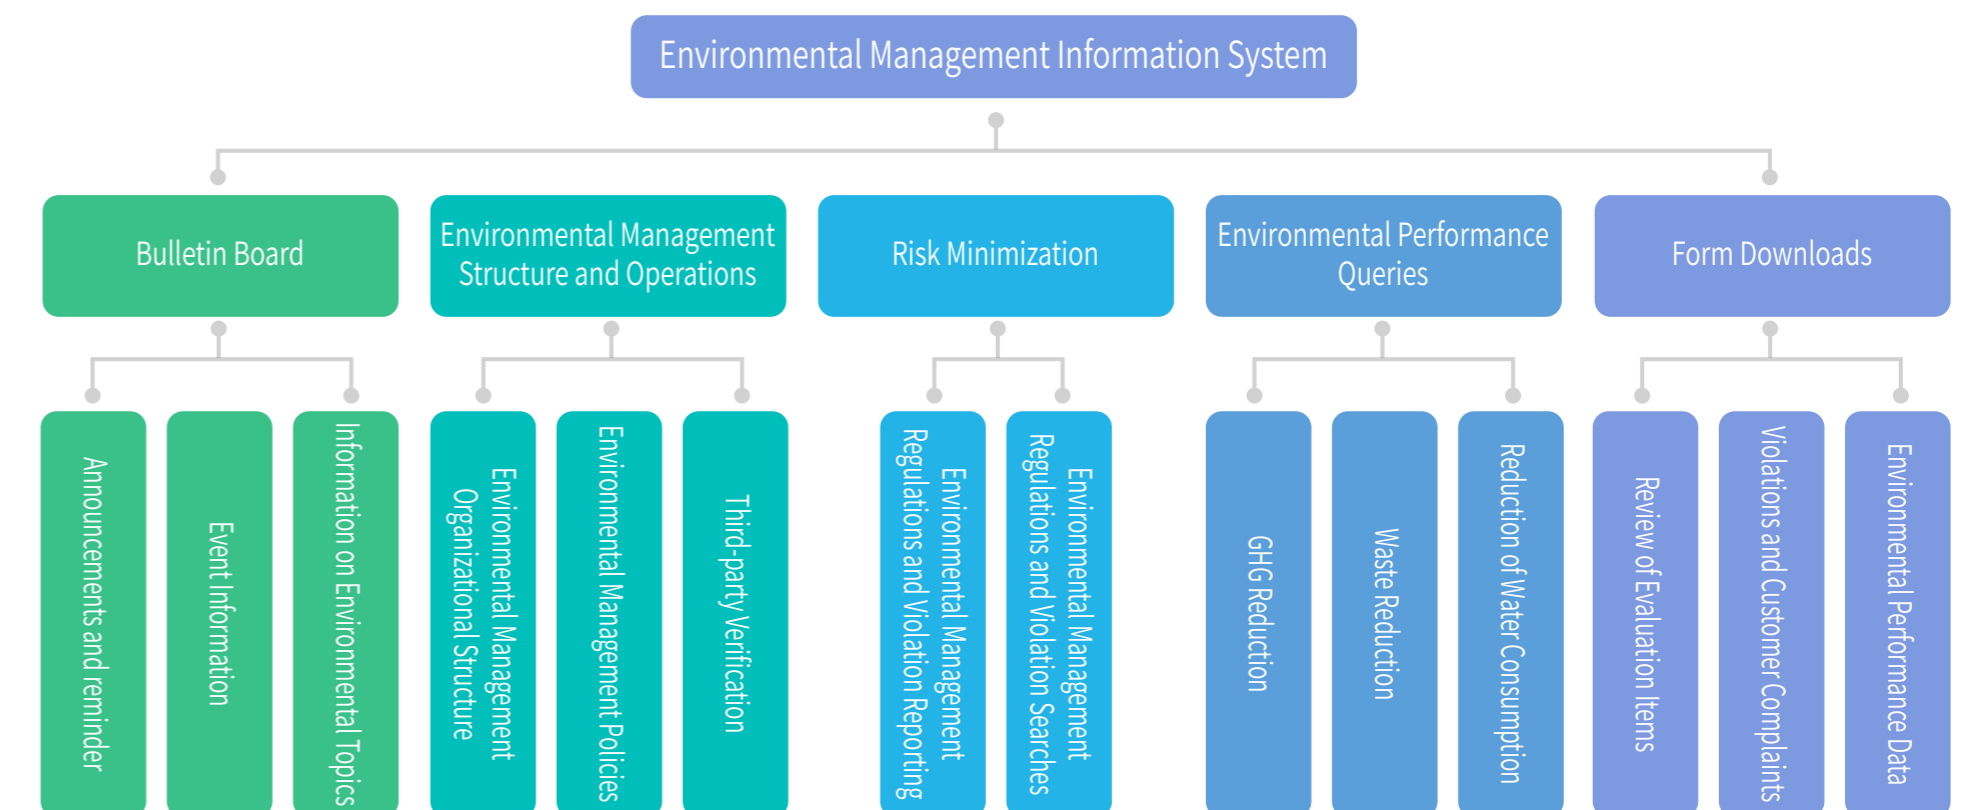 Environmental Management Information System
Bulletin Board
Environmental Management
Structure and Operations
Risk Minimization
Environmental Performance
Queries
Form Downloads
Announcements and reminder
Event Information
Information on Environmental Topics
Environmental Management
Organizational Structure
Environmental Management Policies
Third-party Verification
Environmental Management
Regulations and Violation Reporting
Environmental Management
Regulations and Violation Searches
GHG Reduction
Waste Reduction
Reduction of Water Consumption
Review of Evaluation Items
Violations and Customer Complaints
Environmental Performance Data